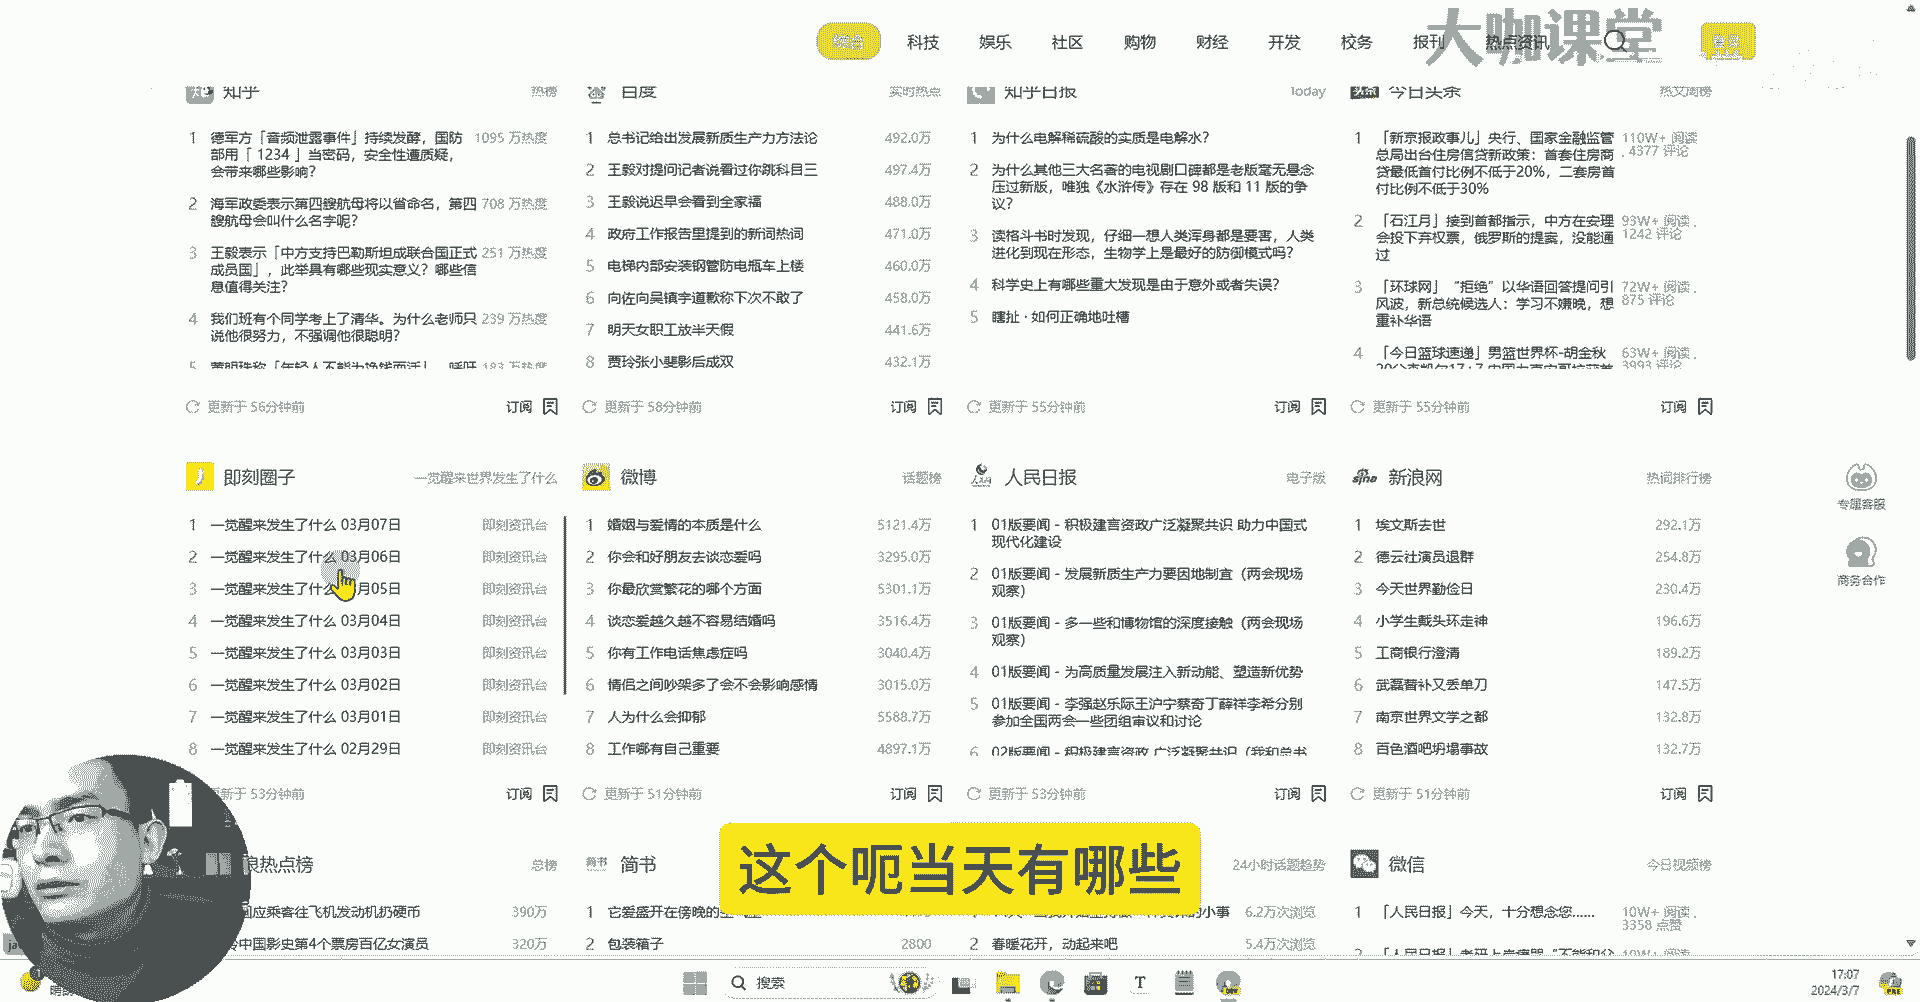 科技 娱乐 社区 购物 财经 开发 校务 报刊 热点资讯
大咖课堂
知乎 热榜
1 德军方「音频泄露事件」持续发酵，国防 1095 万热度
部用「 1234 」当密码，安全性遭质疑，
会带来哪些影响？
2 海军政委表示第四艘航母将以省命名，第四 708 万热度
艘航母会叫什么名字呢？
3 王毅表示「中方支持巴勒斯坦成联合国正式 251 万热度
成员国」，此举具有哪些现实意义？哪些信
息值得关注？
4 我们班有个同学考上了清华。为什么老师只 239 万热度
说他很努力，不强调他很聪明？
5 董明珠称「年轻人不能为挣钱而活」，呼吁 183 万热度
更新于 56分钟前 订阅
百度 实时热点
1 总书记给出发展新质生产力方法论 492.0万
2 王毅对提问记者说看过你跳科目三 497.4万
3 王毅说迟早会看到全家福 488.0万
4 政府工作报告里提到的新词热词 471.0万
5 电梯内部安装钢管防电瓶车上楼 460.0万
6 向佐向吴镇宇道歉称下次不敢了 458.0万
7 明天女职工放半天假 441.6万
8 贾玲张小斐影后成双 432.1万
更新于 58分钟前 订阅
知乎日报 Today
1 为什么电解稀硫酸的实质是电解水？
2 为什么其他三大名著的电视剧口碑都是老版毫无悬念
压过新版，唯独《水浒传》存在 98 版和 11 版的争
议？
3 读格斗书时发现，仔细一想人类浑身都是要害，人类
进化到现在形态，生物学上是最好的防御模式吗？
4 科学史上有哪些重大发现是由于意外或者失误？
5 瞎扯 · 如何正确地吐槽
更新于 55分钟前 订阅
今日头条 热文周榜
1 「新京报政事儿」央行、国家金融监管 110W+ 阅读
总局出台住房信贷新政策：首套住房商 . 4377 评论
贷最低首付比例不低于20%，二套房首
付比例不低于30%
2 「石江月」接到首都指示，中方在安理 93W+ 阅读 .
会投下弃权票，俄罗斯的提案，没能通 1242 评论
过
3 「环球网」 “拒绝”以华语回答提问引 72W+ 阅读 .
风波，新总统候选人：学习不嫌晚，想 875 评论
重补华语
4 「今日篮球速递」男篮世界杯-胡金秋 63W+ 阅读 .
3993 评论
更新于 55分钟前 订阅
即刻圈子 一觉醒来世界发生了什么
1 一觉醒来发生了什么 03月07日 即刻资讯台
2 一觉醒来发生了什么 03月06日 即刻资讯台
3 一觉醒来发生了什么 月05日 即刻资讯台
4 一觉醒来发生了什么 03月04日 即刻资讯台
5 一觉醒来发生了什么 03月03日 即刻资讯台
6 一觉醒来发生了什么 03月02日 即刻资讯台
7 一觉醒来发生了什么 03月01日 即刻资讯台
8 一觉醒来发生了什么 02月29日 即刻资讯台
更新于 53分钟前 订阅
微博 话题榜
1 婚姻与爱情的本质是什么 5121.4万
2 你会和好朋友去谈恋爱吗 3295.0万
3 你最欣赏繁花的哪个方面 5301.1万
4 谈恋爱越久越不容易结婚吗 3516.4万
5 你有工作电话焦虑症吗 3040.4万
6 情侣之间吵架多了会不会影响感情 3015.0万
7 人为什么会抑郁 5588.7万
8 工作哪有自己重要 4897.1万
更新于 51分钟前 订阅
人民日报 电子版
1 01版要闻 - 积极建言资政广泛凝聚共识 助力中国式
现代化建设
2 01版要闻 - 发展新质生产力要因地制宜（两会现场
观察）
3 01版要闻 - 多一些和博物馆的深度接触（两会现场
观察）
4 01版要闻 - 为高质量发展注入新动能、塑造新优势
5 01版要闻 - 李强赵乐际王沪宁蔡奇丁薛祥李希分别
参加全国两会一些团组审议和讨论
6 02版要闻 - 积极建言资政 广泛凝聚共识（我和总书
更新于 53分钟前 订阅
sina 新浪网 热闻排行榜
1 埃文斯去世 292.1万
2 德云社演员退群 254.8万
3 今天世界勤俭日 230.4万
4 小学生戴头环走神 196.6万
5 工商银行澄清 189.2万
6 武磊替补又丢单刀 147.5万
7 南京世界文学之都 132.8万
8 百色酒吧坍塌事故 132.7万
更新于 51分钟前 订阅
专题客服
商务合作
浪热点榜 总榜
回应乘客往飞机发动机扔硬币 390万
中国影史第4个票房百亿女演员 320万
简书
1 它爱盛开在傍晚的
2 包装箱子 2800
24小时话题趋势
的小事 6.2万次浏览
2 春暖花开，动起来吧 5.4万次浏览
微信 今日视频榜
1 「人民日报」今天，十分想念您...... 10W+ 阅读 .
3358 点赞
这个呃当天有哪些
搜索
17:07
2024/3/7